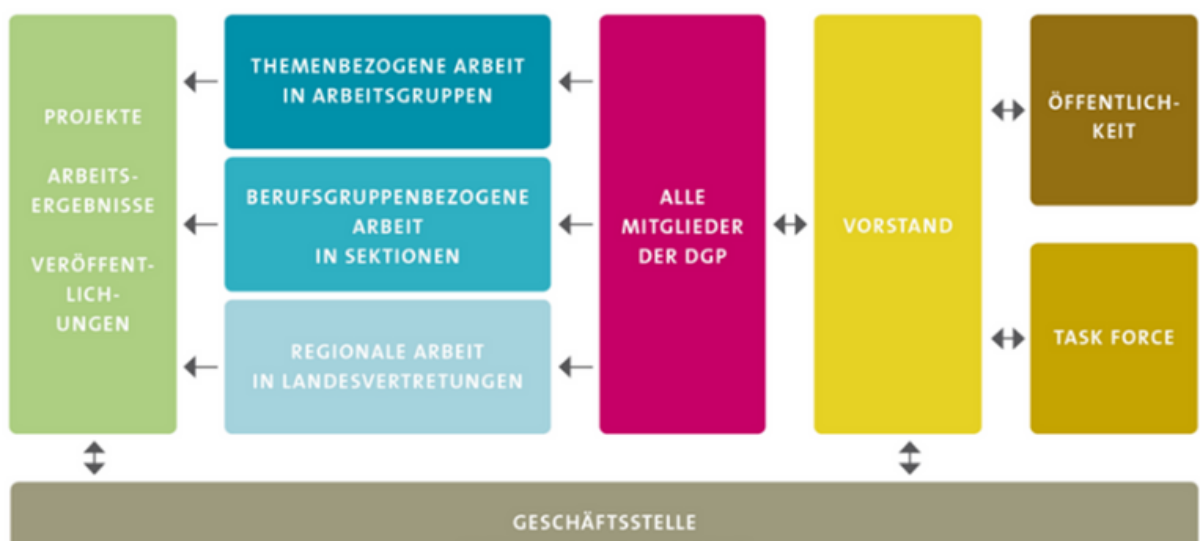 PROJEKTE
ARBEITS-
ERGEBNISSE
VERÖFFENT-
LICH-
UNGEN
THEMENBEZOGENE ARBEIT
IN ARBEITSGRUPPEN
BERUFSGRUPPENBEZOGENE
ARBEIT
IN SEKTIONEN
REGIONALE ARBEIT
IN LANDESVERTRETUNGEN
ALLE
MITGLIEDER
DER DGP
VORSTAND
ÖFFENTLICH-
KEIT
TASK FORCE
GESCHÄFTSSTELLE